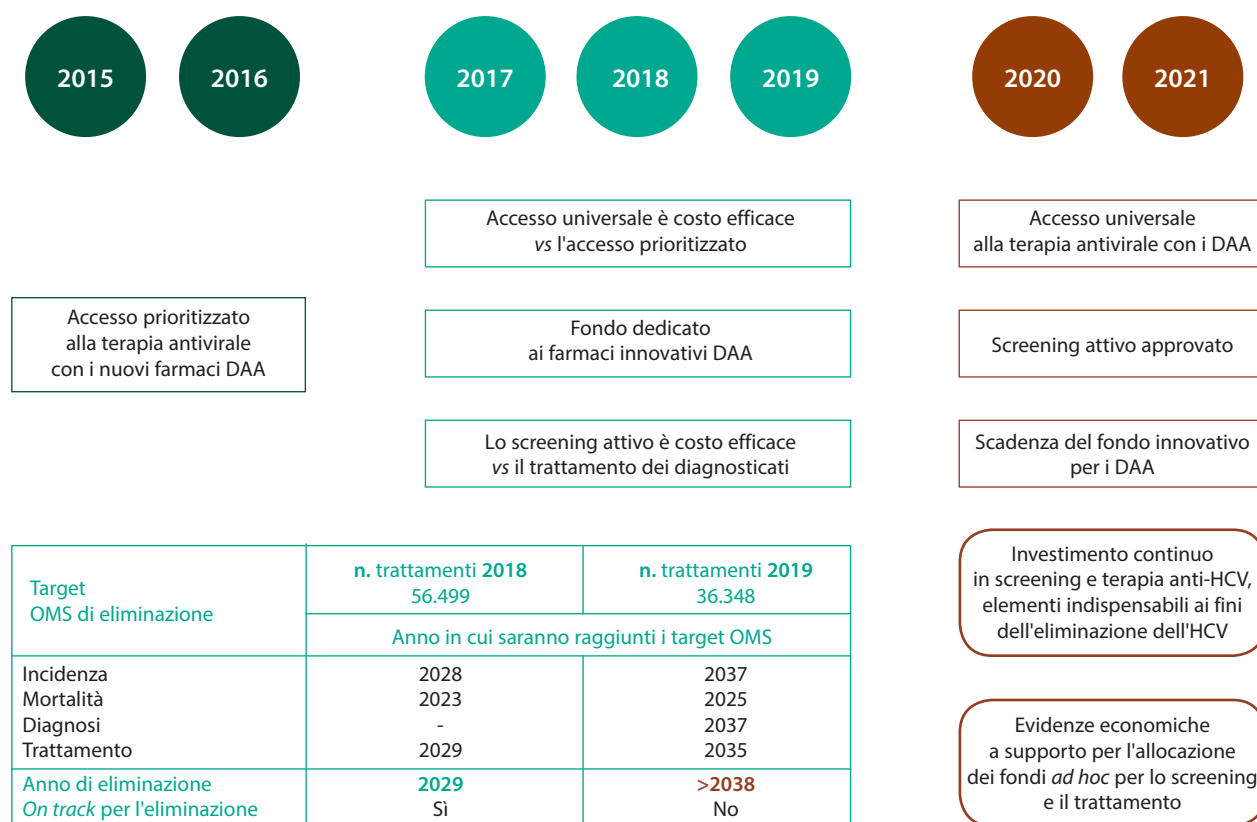 2015
2016
2017
2018
2019
2020
2021
Accesso prioritizzato
alla terapia antivirale
con i nuovi farmaci DAA
Accesso universale è costo efficace
vs l'accesso prioritizzato
Fondo dedicato
ai farmaci innovativi DAA
Lo screening attivo è costo efficace
vs il trattamento dei diagnosticati
Accesso universale
alla terapia antivirale con i DAA
Screening attivo approvato
Scadenza del fondo innovativo
per i DAA
Investimento continuo
in screening e terapia anti-HCV,
elementi indispensabili ai fini
dell'eliminazione dell'HCV
Evidenze economiche
a supporto per l'allocazione
dei fondi ad hoc per lo screening
e il trattamento
Target
OMS di eliminazione
n. trattamenti 2018
56.499
n. trattamenti 2019
36.348
Anno in cui saranno raggiunti i target OMS
Incidenza 2028 2037
Mortalità 2023 2025
Diagnosi - 2037
Trattamento 2029 2035
Anno di eliminazione 2029 >2038
On track per l'eliminazione Sì No